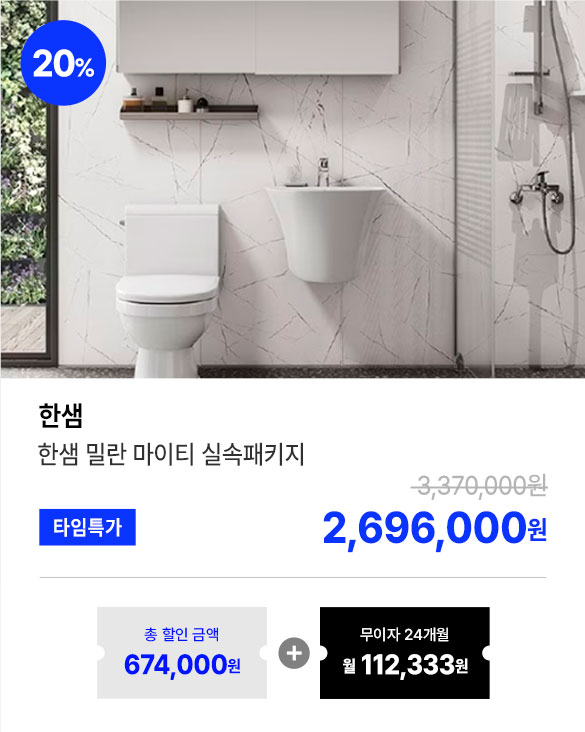 20%
한샘
한샘 밀란 마이티 실속패키지
3,370,000원
타임특가
2,696,000원
총 할인 금액
674,000원
+
무이자 24개월
월 112,333원